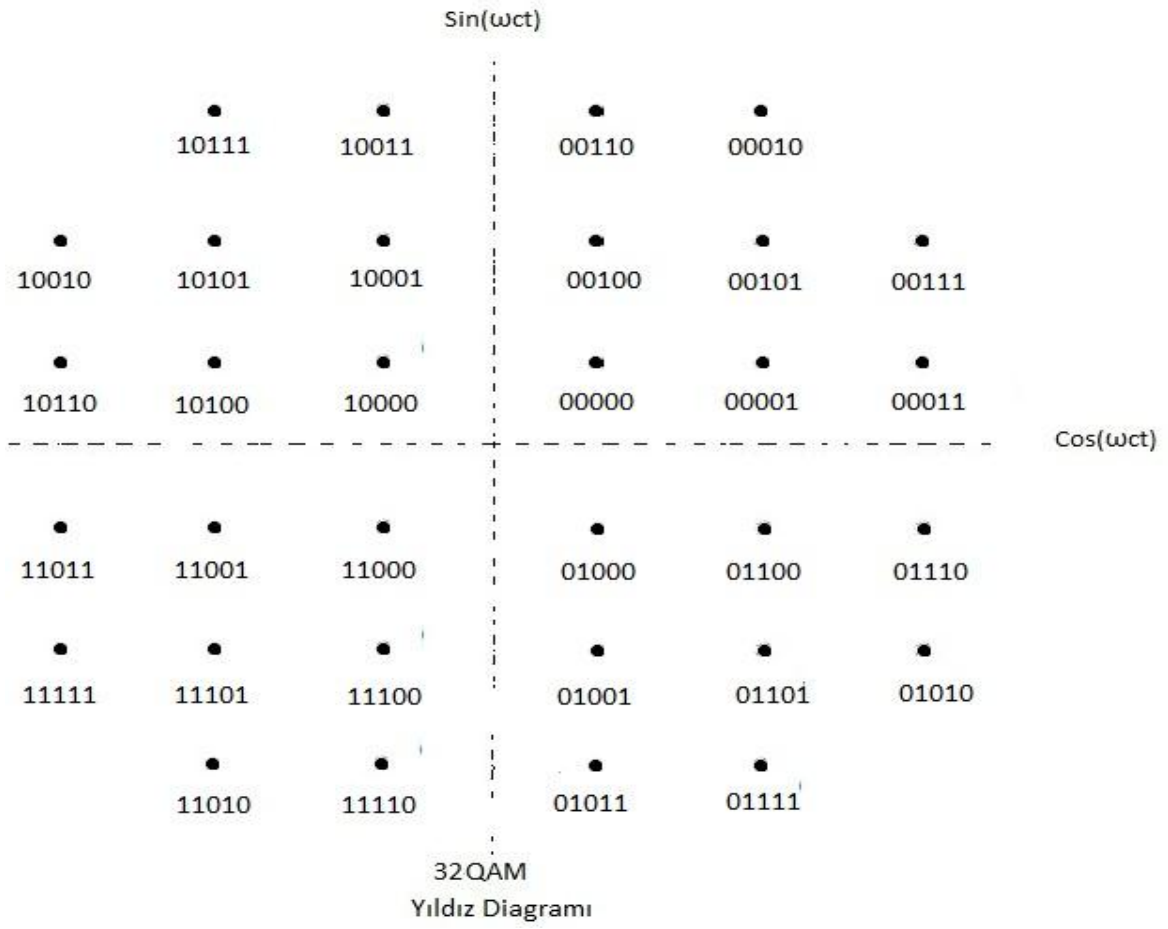 Sin(ωct)
10111 10011 00110 00010
10010 10101 10001 00100 00101 00111
10110 10100 10000 00000 00001 00011
Cos(ωct)
11011 11001 11000 01000 01100 01110
11111 11101 11100 01001 01101 01010
11010 11110 01011 01111
32QAM
Yıldız Diagramı